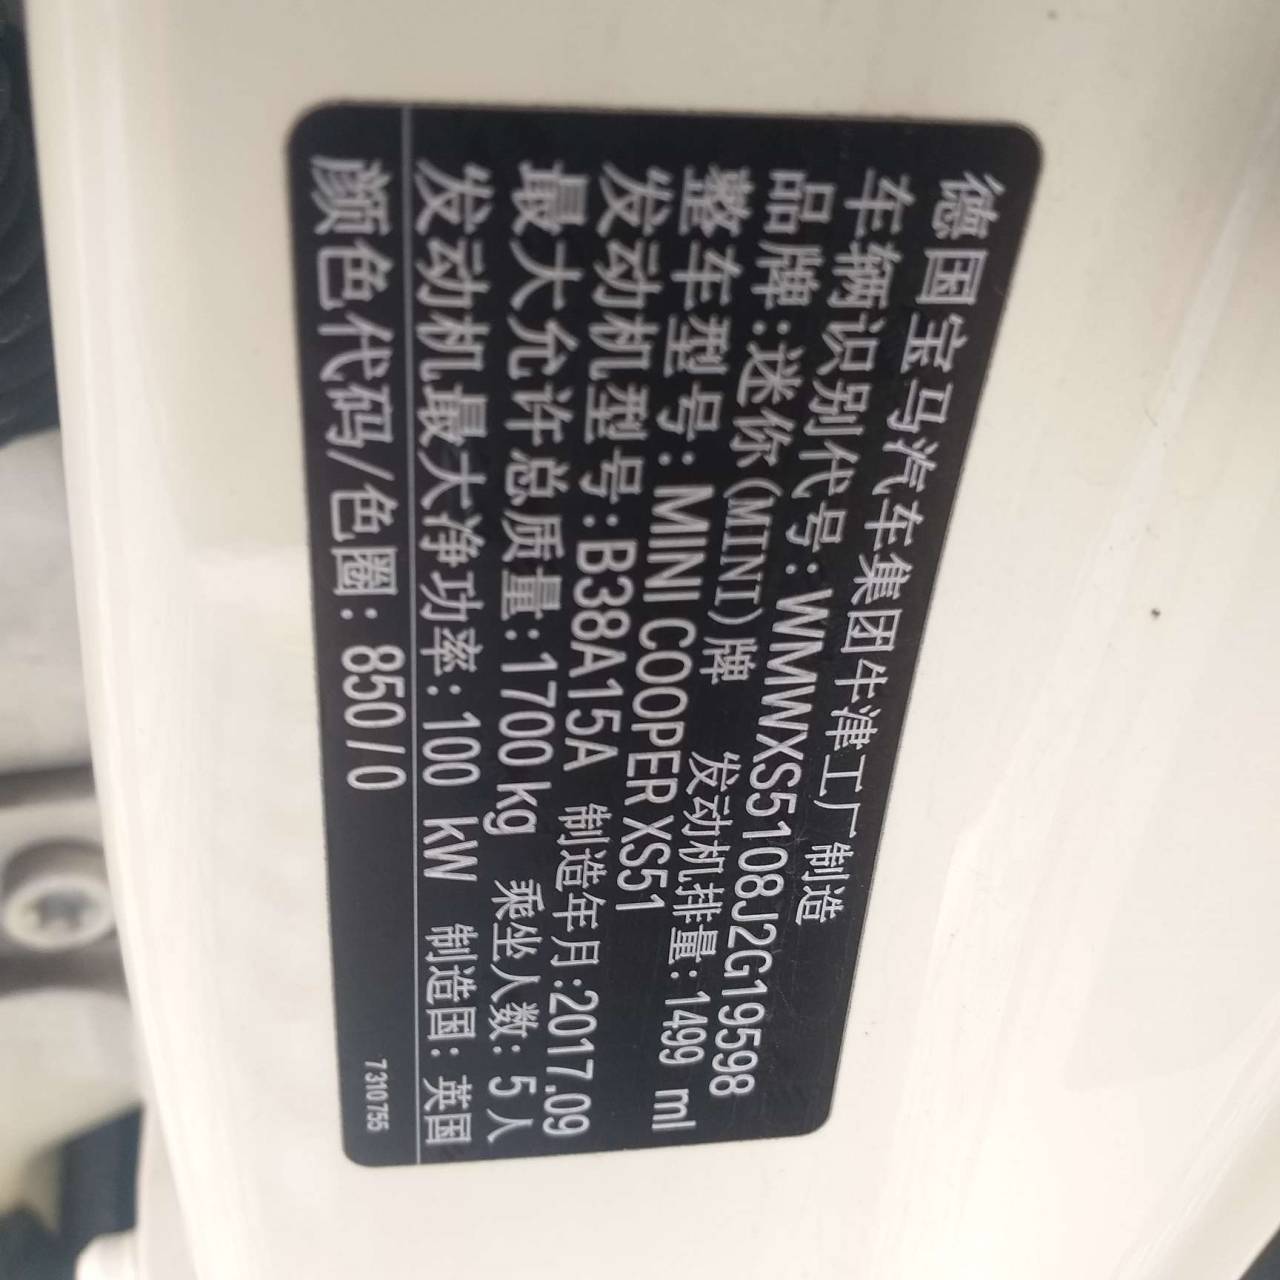 德国宝马汽车集团牛津工厂制造
车辆识别代号:WMWXS5108J2G19598
品牌:迷你(MINI)牌 发动机排量:1499 ml
整车型号:MINI COOPER XS51
发动机型号:B38A15A 制造年月:2017.09
最大允许总质量:1700 kg 乘坐人数:5人
发动机最大净功率:100 kW 制造国:英国
颜色代码/色圈:850/0
7310755